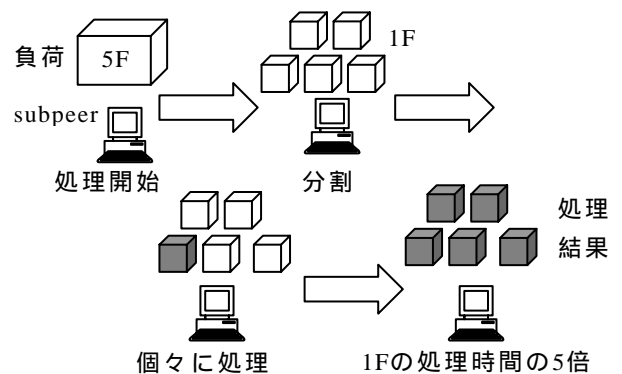 負荷
5F
1F
subpeer
処理開始
分割
処理
結果
個々に処理
1Fの処理時間の5倍